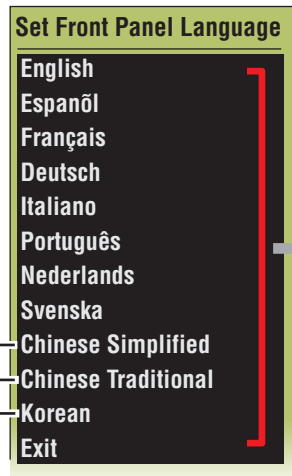 Set Front Panel Language
English
Espanõl
Français
Deutsch
Italiano
Português
Nederlands
Svenska
Chinese Simplified
Chinese Traditional
Korean
Exit